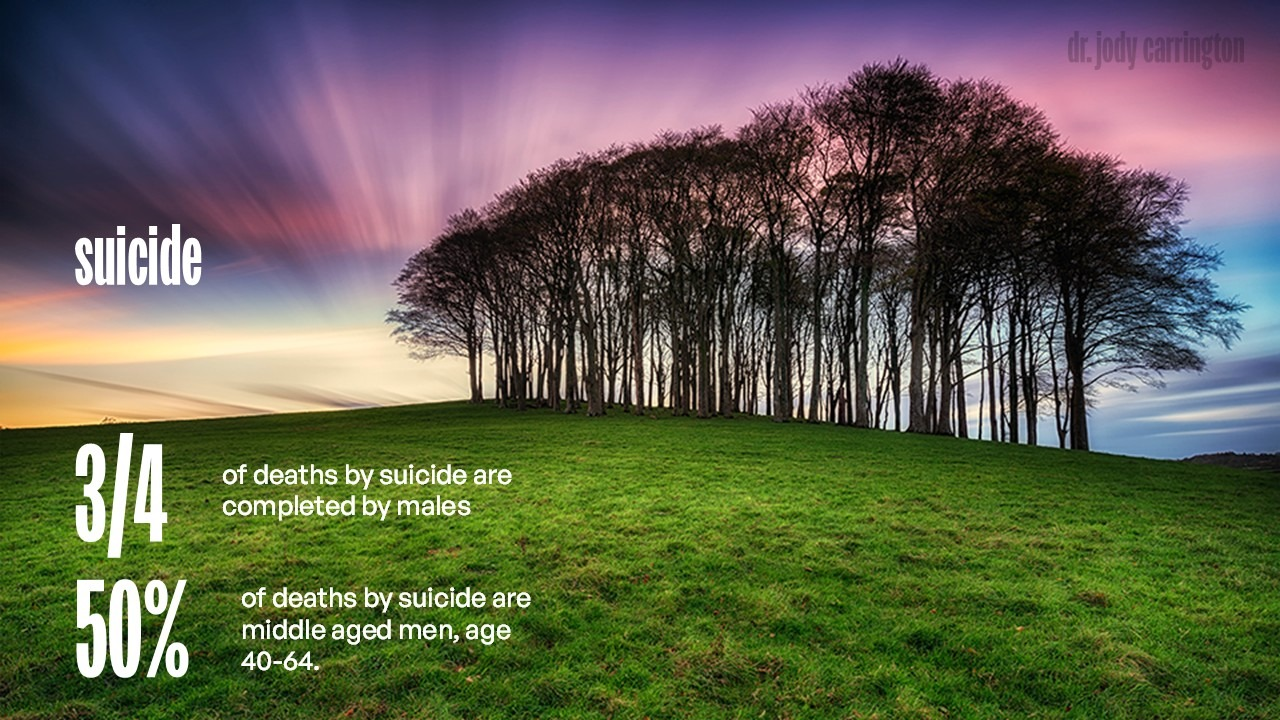 dr. jody carrington
suicide
3/4
of deaths by suicide are
completed by males
50%
of deaths by suicide are
middle aged men, age
40-64.